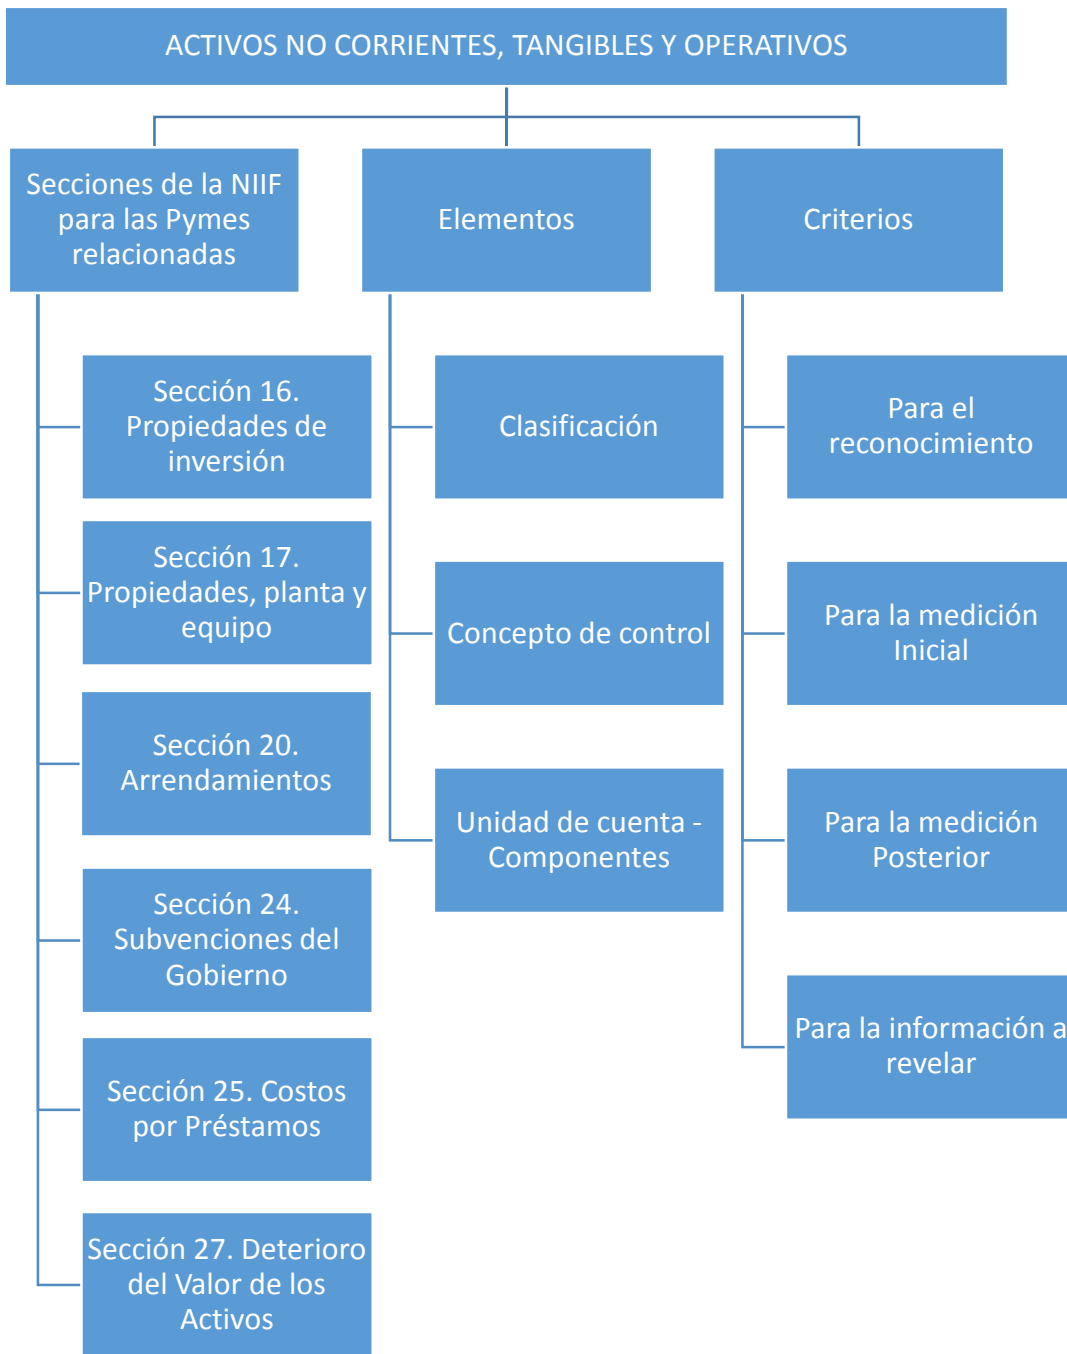 ACTIVOS NO CORRIENTES, TANGIBLES Y OPERATIVOS
Secciones de la NIIF
para las Pymes
relacionadas
Sección 16.
Propiedades de
inversión
Sección 17.
Propiedades, planta y
equipo
Sección 20.
Arrendamientos
Sección 24.
Subvenciones del
Gobierno
Sección 25. Costos
por Préstamos
Sección 27. Deterioro
del Valor de los
Activos
Elementos
Clasificación
Concepto de control
Unidad de cuenta -
Componentes
Criterios
Para el
reconocimiento
Para la medición
Inicial
Para la medición
Posterior
Para la información a
revelar